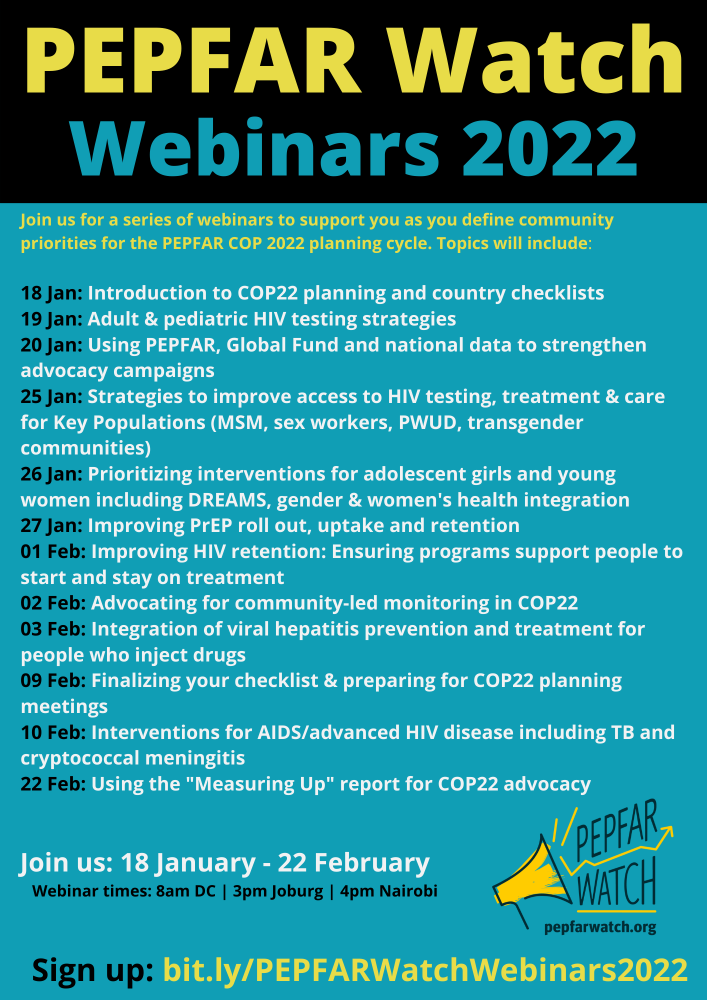 PEPFAR Watch
Webinars 2022
Join us for a series of webinars to support you as you define community
priorities for the PEPFAR COP 2022 planning cycle. Topics will include:
18 Jan: Introduction to COP22 planning and country checklists
19 Jan: Adult & pediatric HIV testing strategies
20 Jan: Using PEPFAR, Global Fund and national data to strengthen
advocacy campaigns
25 Jan: Strategies to improve access to HIV testing, treatment & care
for Key Populations (MSM, sex workers, PWUD, transgender
communities)
26 Jan: Prioritizing interventions for adolescent girls and young
women including DREAMS, gender & women's health integration
27 Jan: Improving PrEP roll out, uptake and retention
01 Feb: Improving HIV retention: Ensuring programs support people to
start and stay on treatment
02 Feb: Advocating for community-led monitoring in COP22
03 Feb: Integration of viral hepatitis prevention and treatment for
people who inject drugs
09 Feb: Finalizing your checklist & preparing for COP22 planning
meetings
10 Feb: Interventions for AIDS/advanced HIV disease including TB and
cryptococcal meningitis
22 Feb: Using the "Measuring Up" report for COP22 advocacy
Join us: 18 January - 22 February
Webinar times: 8am DC | 3pm Joburg | 4pm Nairobi
PEPFAR
WATCH
pepfarwatch.org
Sign up: bit.ly/PEPFARWatchWebinars2022